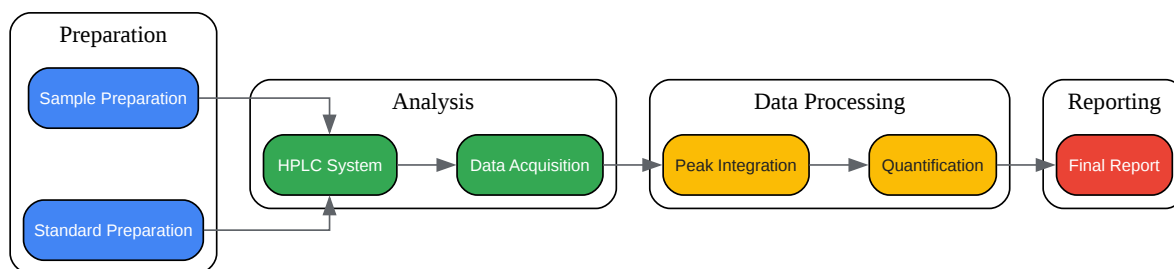 Preparation
Sample Preparation
Standard Preparation
Analysis
HPLC System
Data Acquisition
Data Processing
Peak Integration
Quantification
Reporting
Final Report